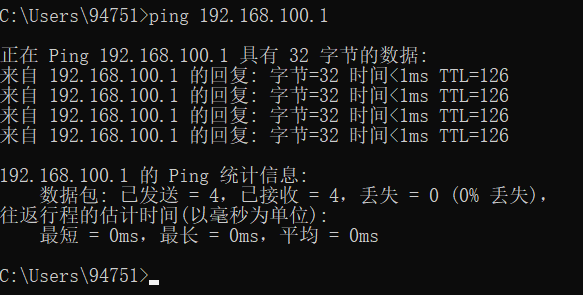 C:\Users\94751>ping 192.168.100.1
正在 Ping 192.168.100.1 具有 32 字节的数据:
来自 192.168.100.1 的回复: 字节=32 时间<1ms TTL=126
来自 192.168.100.1 的回复: 字节=32 时间<1ms TTL=126
来自 192.168.100.1 的回复: 字节=32 时间<1ms TTL=126
来自 192.168.100.1 的回复: 字节=32 时间<1ms TTL=126
192.168.100.1 的 Ping 统计信息:
    数据包: 已发送 = 4，已接收 = 4，丢失 = 0 (0% 丢失)，
往返行程的估计时间(以毫秒为单位):
    最短 = 0ms，最长 = 0ms，平均 = 0ms
C:\Users\94751>